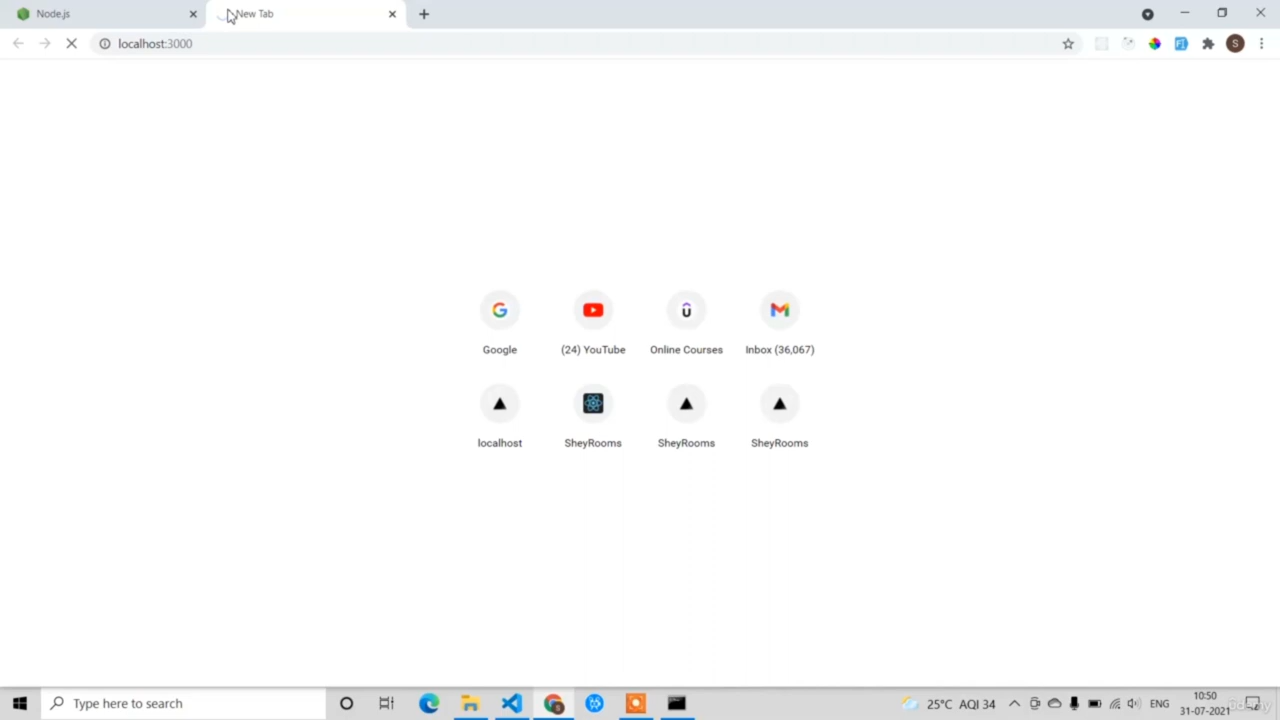 Node.js
New Tab
localhost:3000
Google
(24) YouTube
Online Courses
Inbox (36,067)
localhost
SheyRooms
SheyRooms
SheyRooms
Type here to search
25°C AQI 34
ENG
10:50
31-07-2021
Udemy